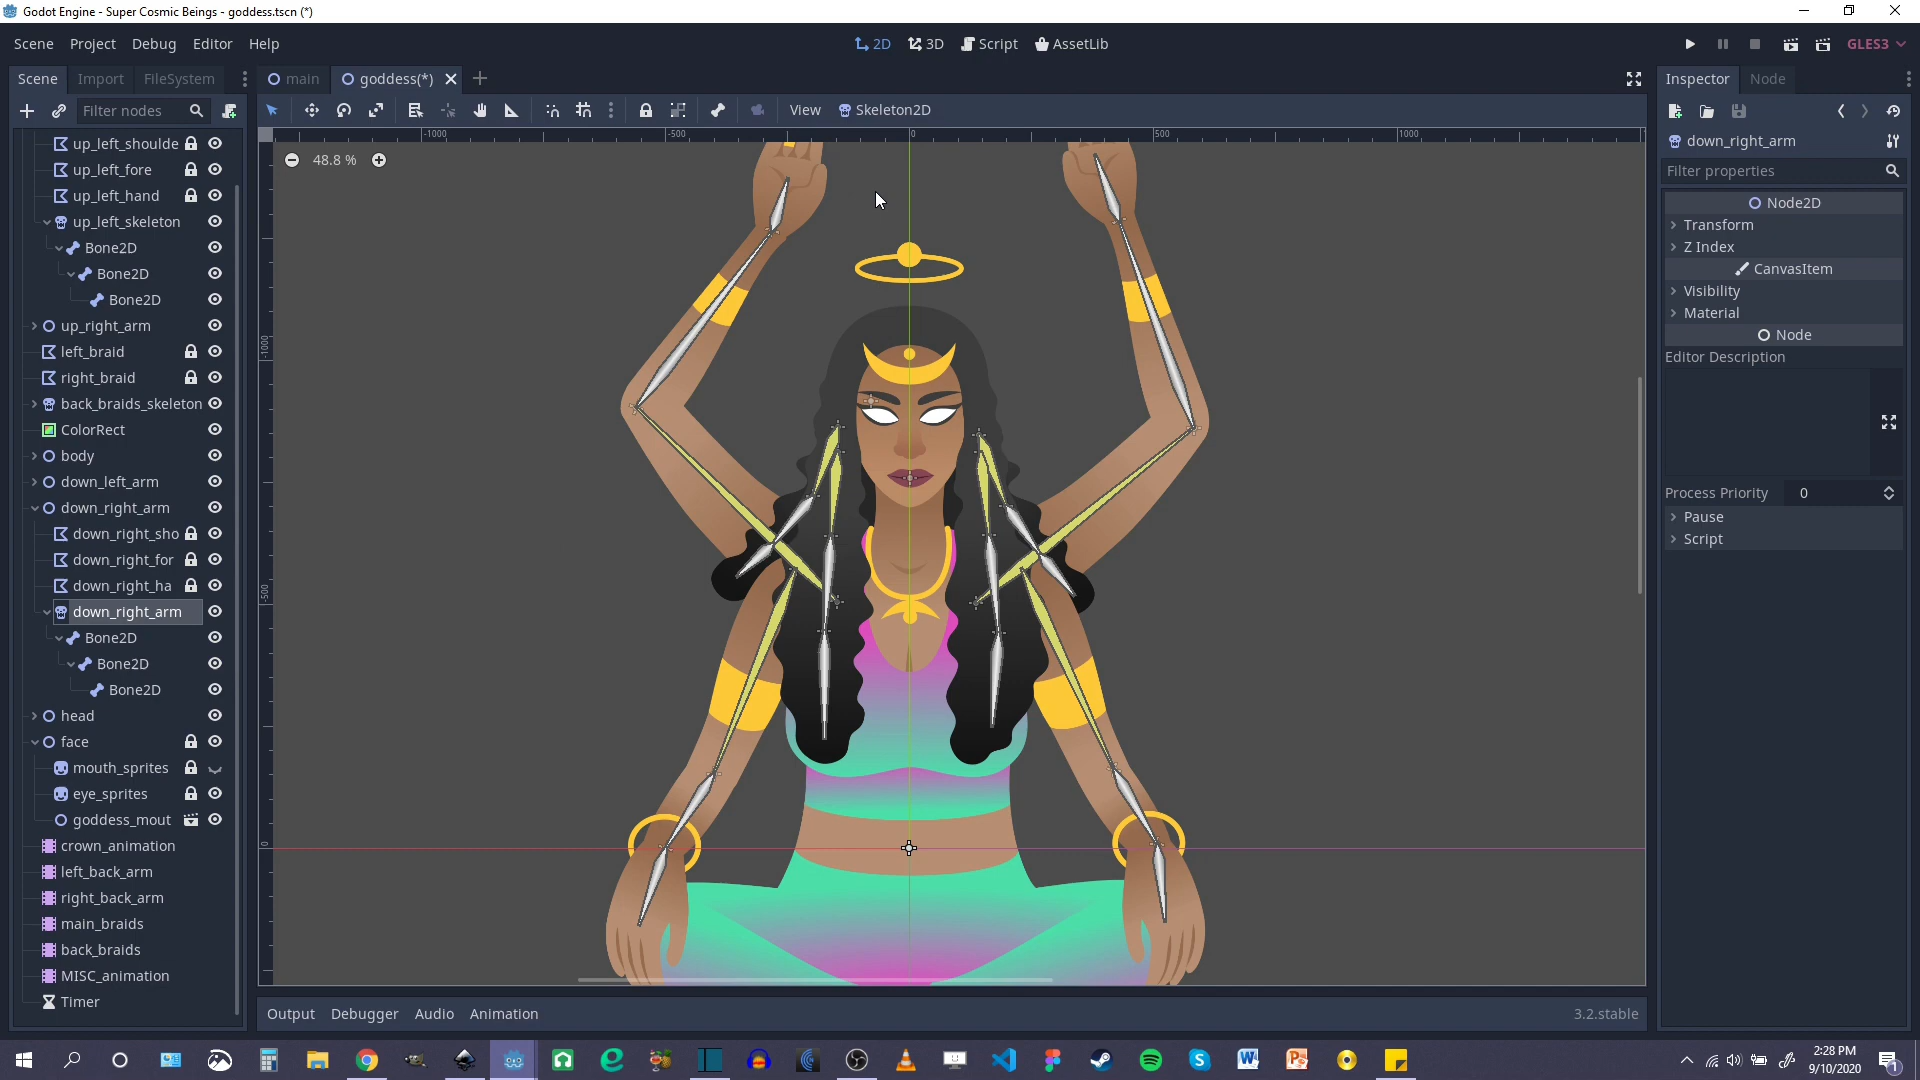 Godot Engine - Super Cosmic Beings - goddess.tscn (*)
Scene Project Debug Editor Help
2D 3D Script AssetLib
GLES3
Scene Import FileSystem
main goddess(*)
Inspector Node
Filter nodes
View Skeleton2D
down_right_arm
Filter properties
-1000 -500 0 500 1000
48.8 %
-1000
-500
0
up_left_shoulde
up_left_fore
up_left_hand
up_left_skeleton
Bone2D
Bone2D
Bone2D
up_right_arm
left_braid
right_braid
back_braids_skeleton
ColorRect
body
down_left_arm
down_right_arm
down_right_sho
down_right_for
down_right_ha
down_right_arm
Bone2D
Bone2D
Bone2D
head
face
mouth_sprites
eye_sprites
goddess_mout
crown_animation
left_back_arm
right_back_arm
main_braids
back_braids
MISC_animation
Timer
Node2D
Transform
Z Index
CanvasItem
Visibility
Material
Node
Editor Description
Process Priority 0
Pause
Script
Output Debugger Audio Animation
3.2.stable
2:28 PM
9/10/2020
1